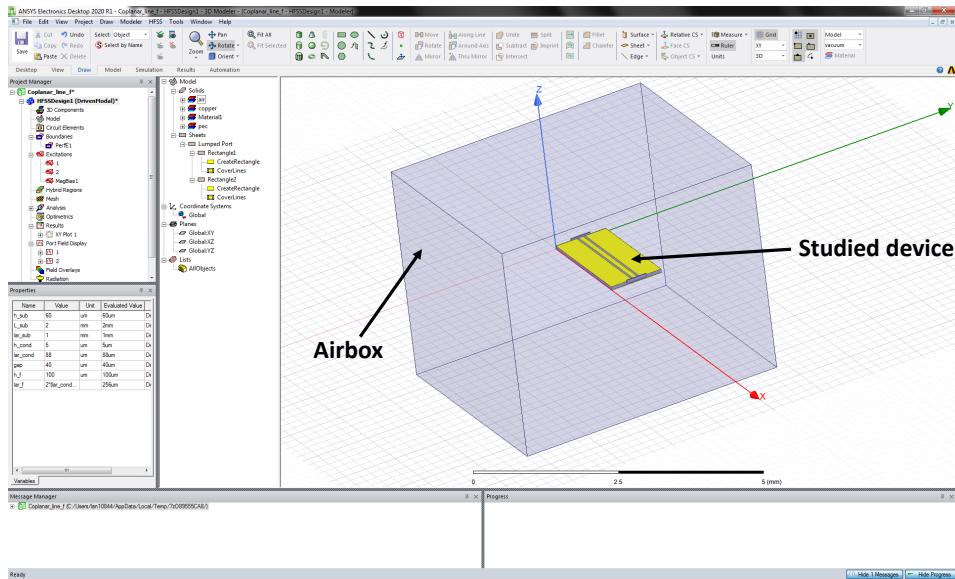 ANSYS Electronics Desktop 2020 R1 - Coplanar_line_f - HFSSDesign1 - 3D Modeler - [Coplanar_line_f - HFSSDesign1 - Modeler]
File Edit View Project Draw Modeler HFSS Tools Window Help
Save
Cut Undo
Copy Redo
Paste Delete
Select: Object
Select by Name
Zoom
Pan
Rotate
Orient
Fit All
Fit Selected
Move Along Line
Rotate Around Axis
Mirror Thru Mirror
Unite Split
Subtract Imprint
Intersect
Fillet
Chamfer
Surface
Sheet
Edge
Relative CS
Face CS
Object CS
Measure
Ruler
Units
Grid
XY
3D
Model
vacuum
Material
Desktop View Draw Model Simulation Results Automation
Project Manager
Coplanar_line_f*
HFSSDesign1 (DrivenModal)*
3D Components
Model
Circuit Elements
Boundaries
PerfE1
Excitations
1
2
MagBias1
Hybrid Regions
Mesh
Analysis
Optimetrics
Results
XY Plot 1
Port Field Display
1
2
Field Overlays
Radiation
Properties
Name Value Unit Evaluated Value
h_sub 60 um 60um
L_sub 2 mm 2mm
lar_sub 1 mm 1mm
h_cond 5 um 5um
lar_cond 88 um 88um
gap 40 um 40um
h_f 100 um 100um
lar_f 2*(lar_cond... 256um
Variables
Model
Solids
air
copper
Material1
pec
Sheets
Lumped Port
Rectangle1
CreateRectangle
CoverLines
Rectangle2
CreateRectangle
CoverLines
Coordinate Systems
Global
Planes
Global:XY
Global:XZ
Global:YZ
Lists
AllObjects
Z
Y
Studied device
Airbox
X
0 2.5 5 (mm)
Message Manager
Progress
Ready
Hide 1 Messages Hide Progress